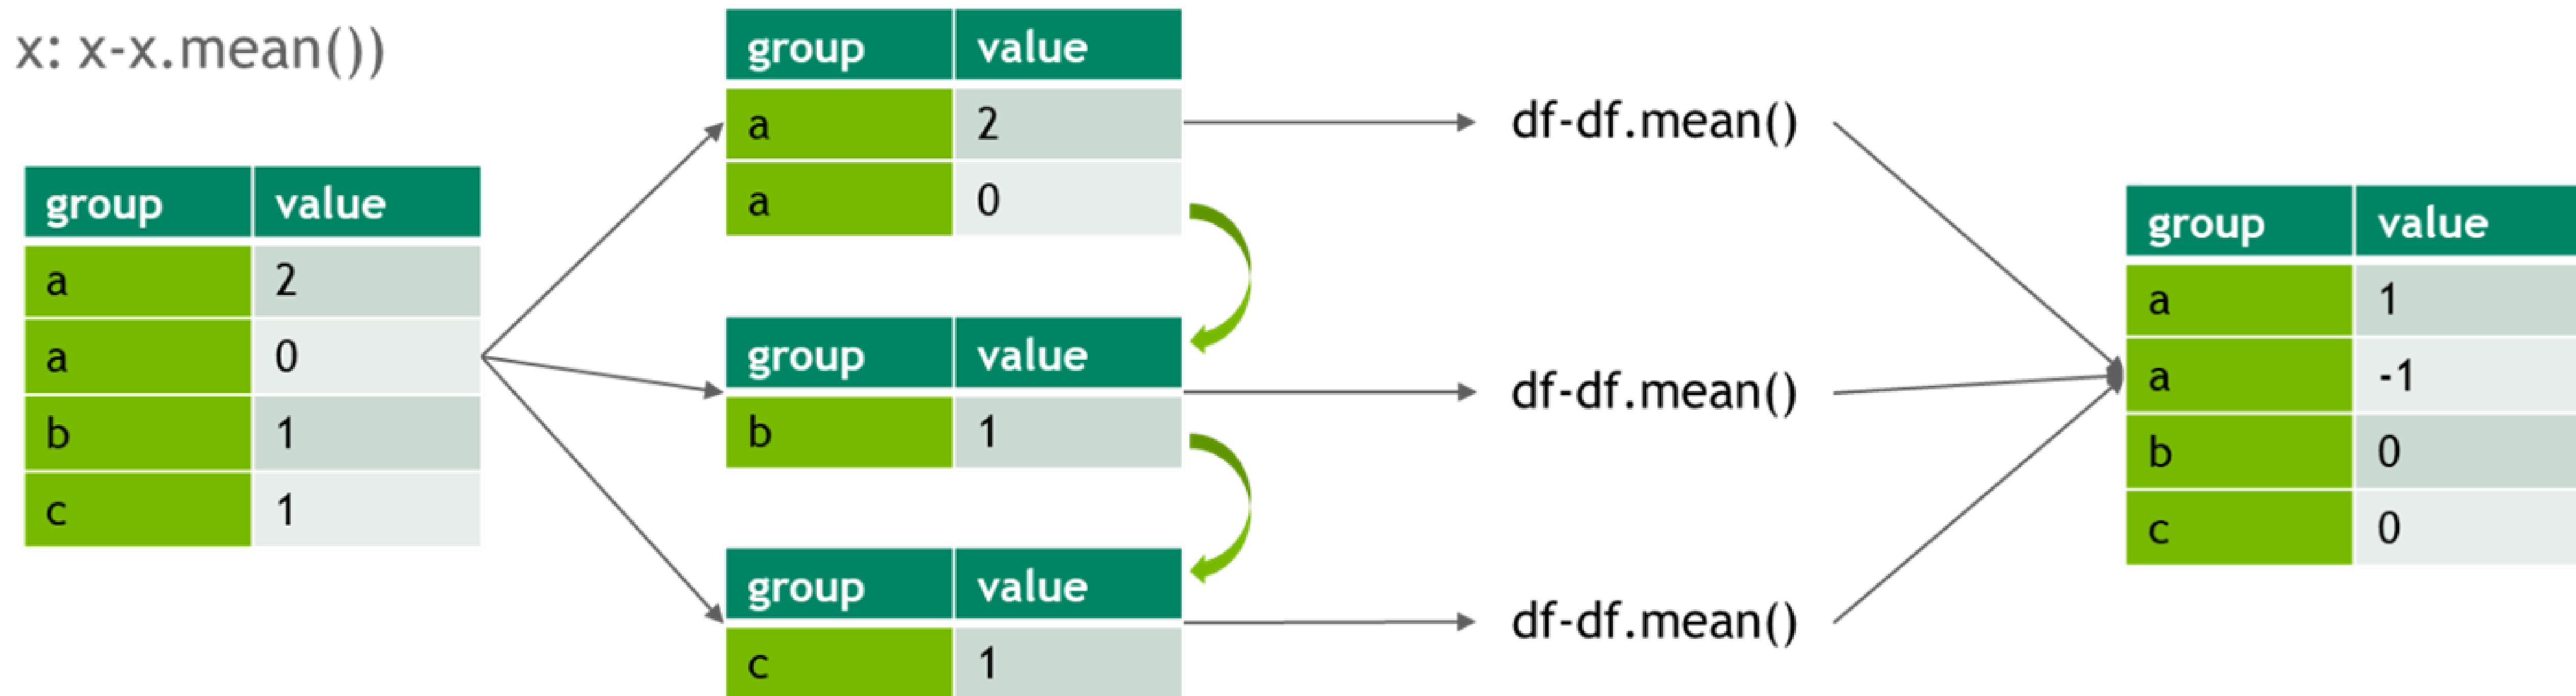 x: x-x.mean())
group value
a 2
a 0
b 1
c 1
group value
a 2
a 0
group value
b 1
group value
c 1
df-df.mean()
df-df.mean()
df-df.mean()
group value
a 1
a -1
b 0
c 0